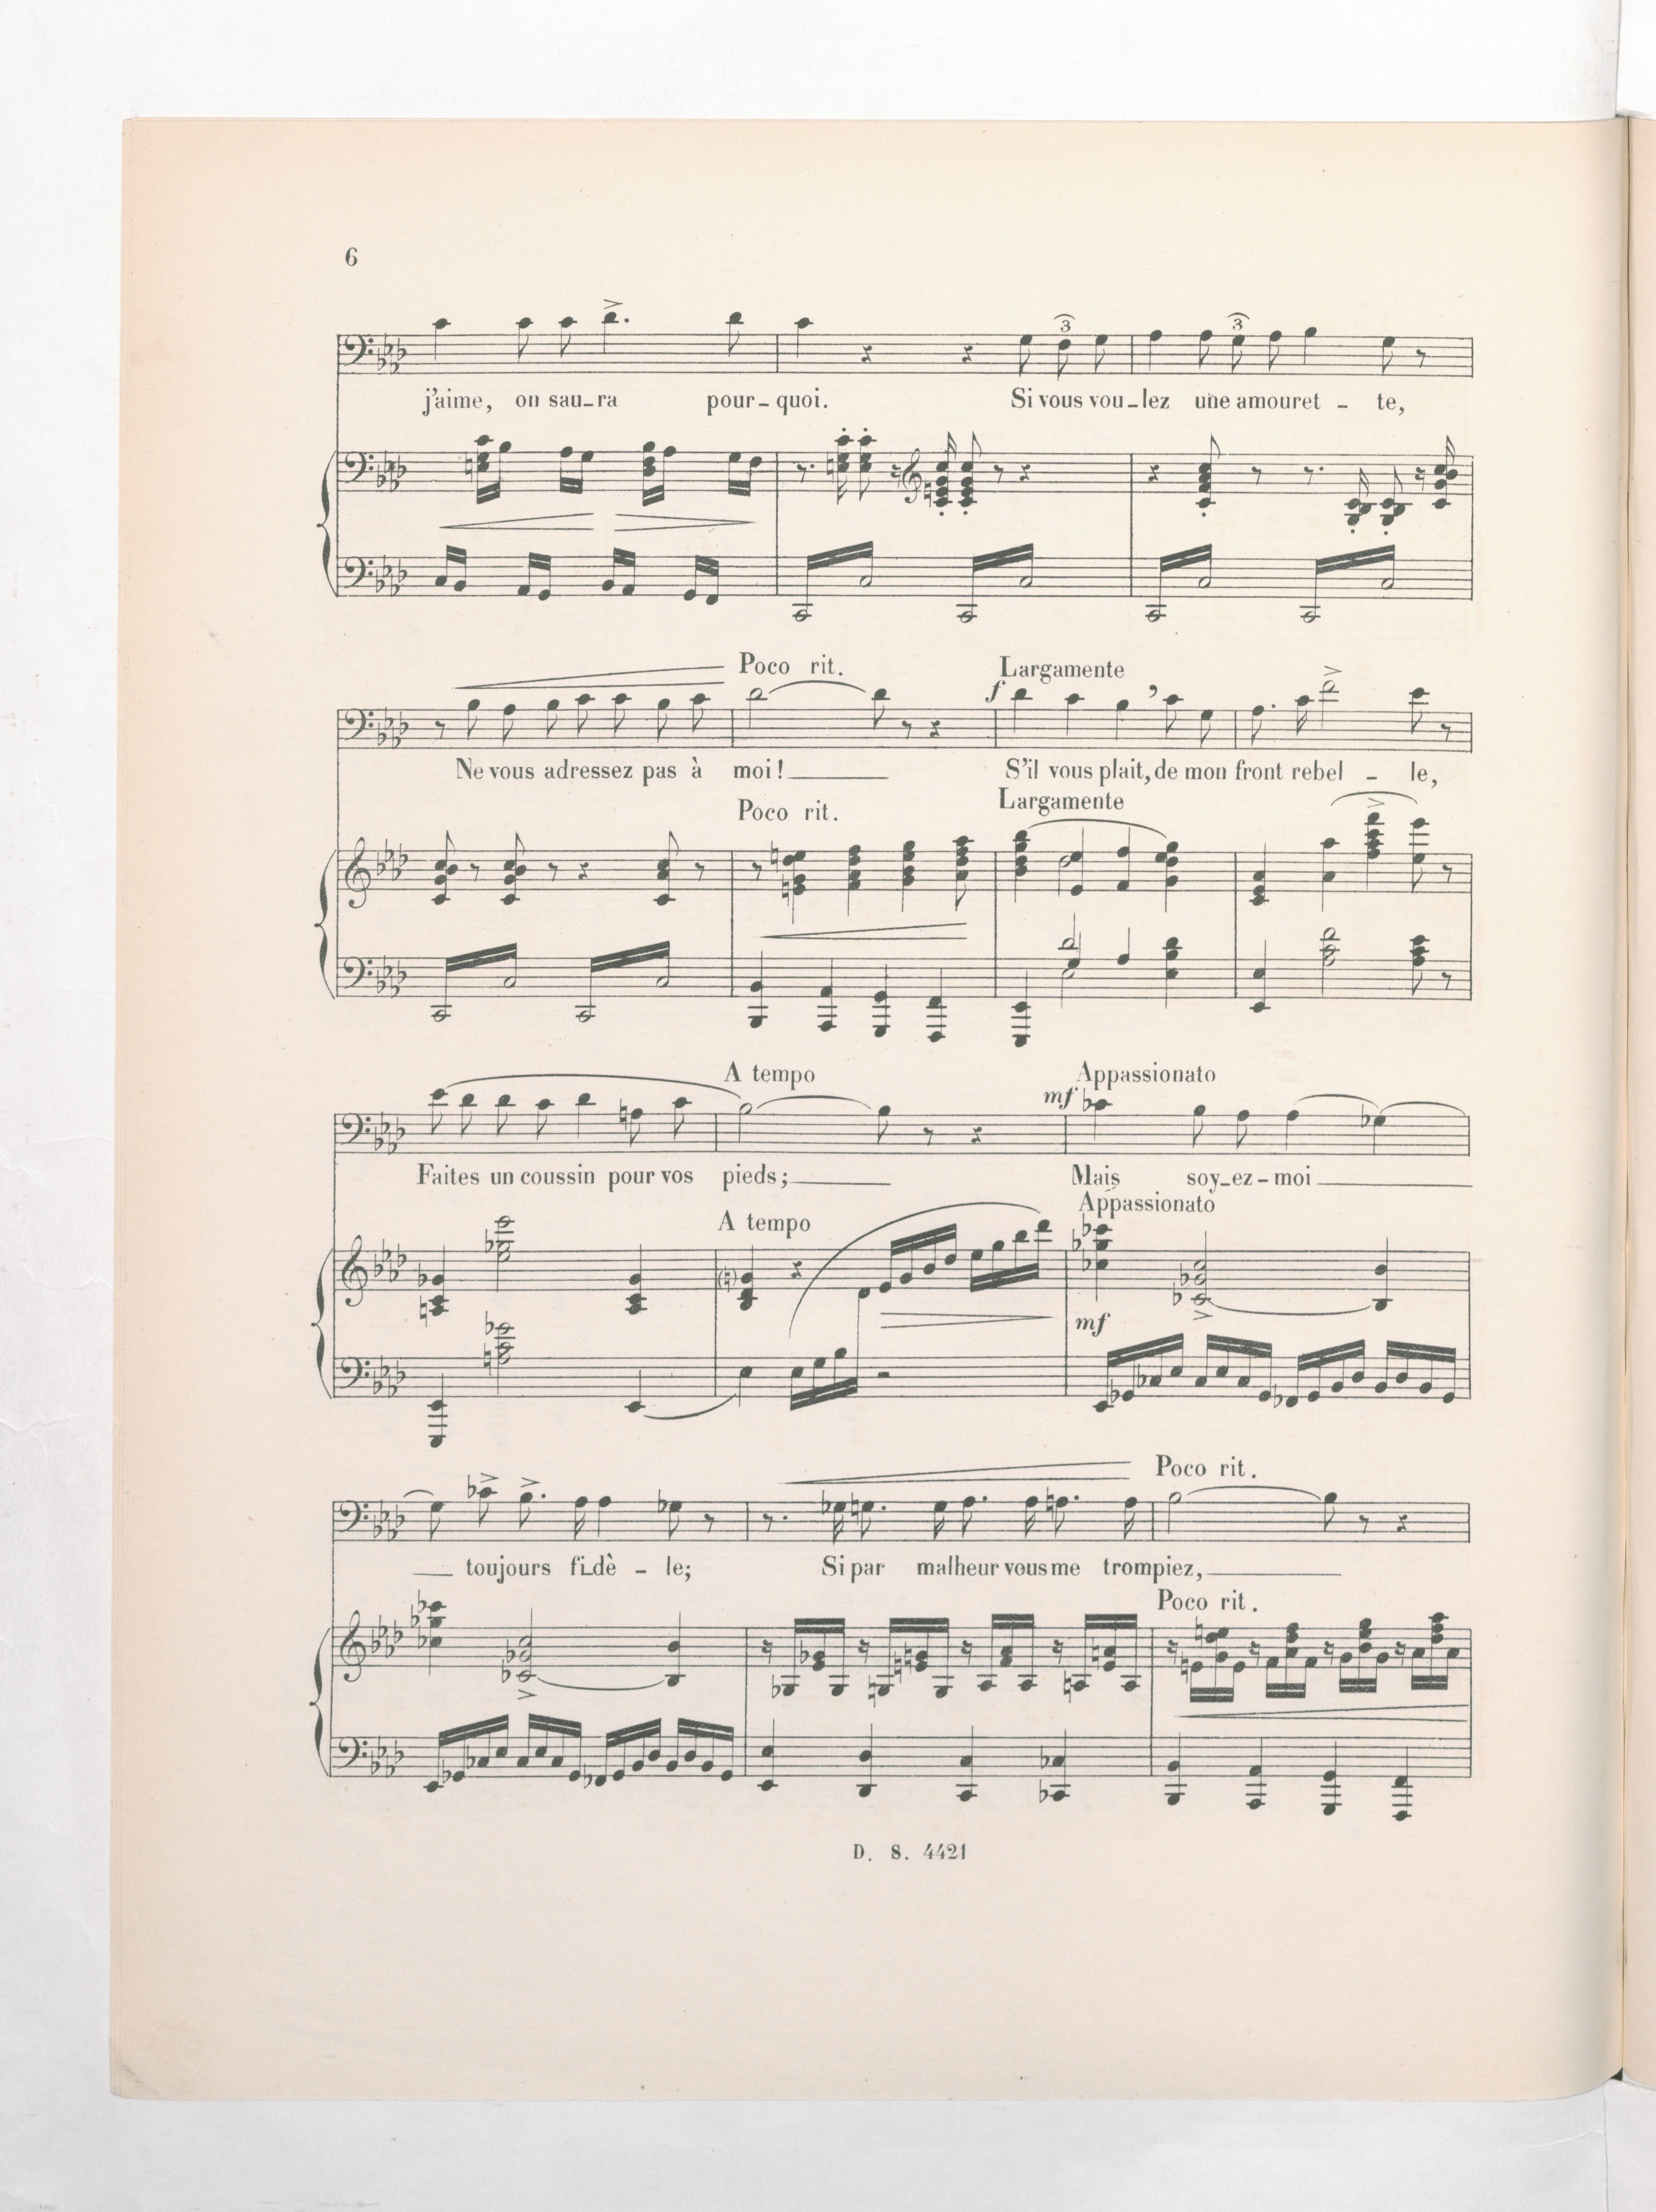 6
3 3
j'aime, on sau-ra pour-quoi. Si vous vou-lez une amouret-te,
Poco rit. Largamente
f
Ne vous adressez pas à moi! S'il vous plait, de mon front rebel-le,
Poco rit. Largamente
A tempo Appassionato
mf
Faites un coussin pour vos pieds; Mais soy-ez-moi
A tempo Appassionato
mf
Poco rit.
toujours fi-dè-le; Si par malheur vous me trompiez,
Poco rit.
D. S. 4421